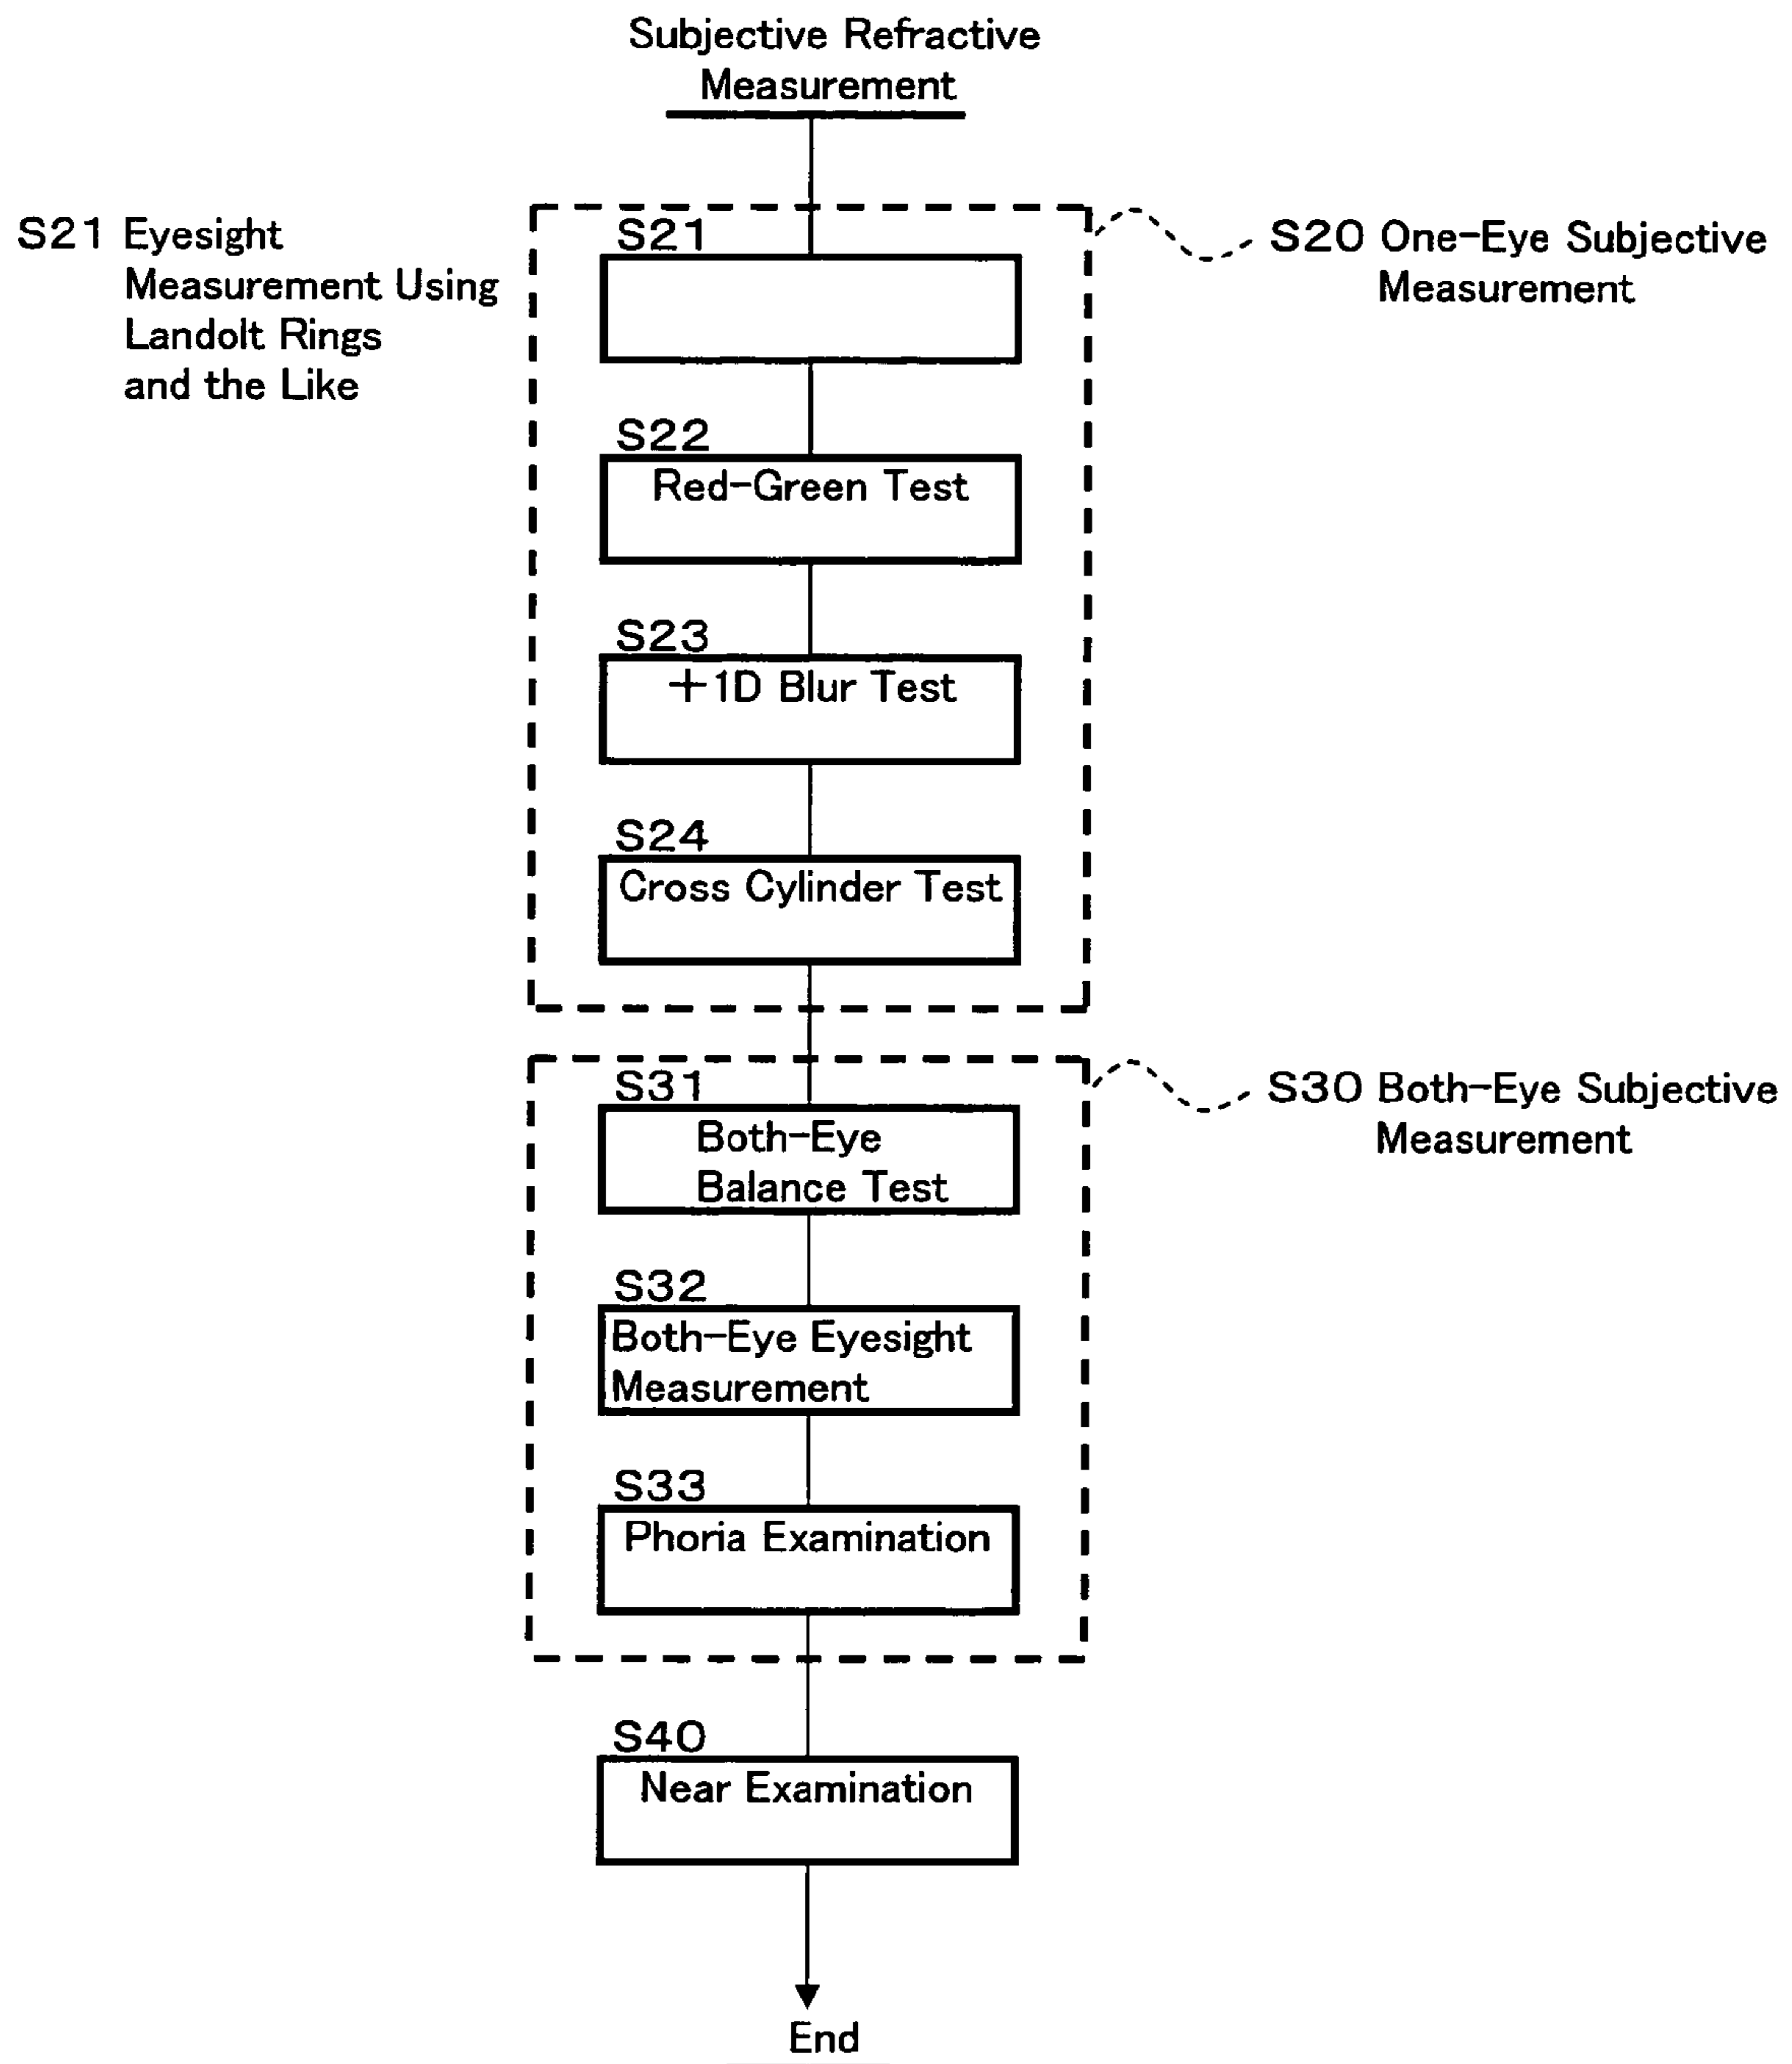 Subjective Refractive
Measurement
S21 Eyesight
Measurement Using
Landolt Rings
and the Like
S21
S20 One-Eye Subjective
Measurement
S22
Red-Green Test
S23
+1D Blur Test
S24
Cross Cylinder Test
S31
S30 Both-Eye Subjective
Measurement
Both-Eye
Balance Test
S32
Both-Eye Eyesight
Measurement
S33
Phoria Examination
S40
Near Examination
End